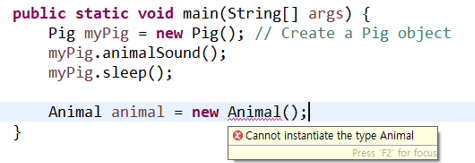 public static void main(String[] args) {
    Pig myPig = new Pig(); // Create a Pig object
    myPig.animalSound();
    myPig.sleep();
    Animal animal = new Animal();
Cannot instantiate the type Animal
}
Press 'F2' for focus